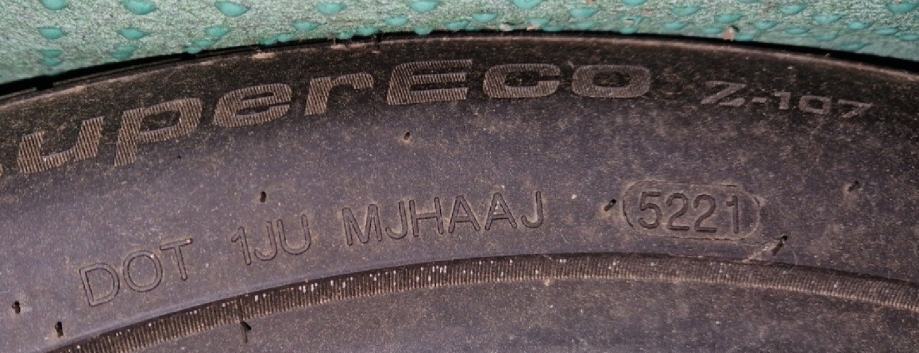 uperEco Z-107
DOT 1JU MJHAAJ 5221